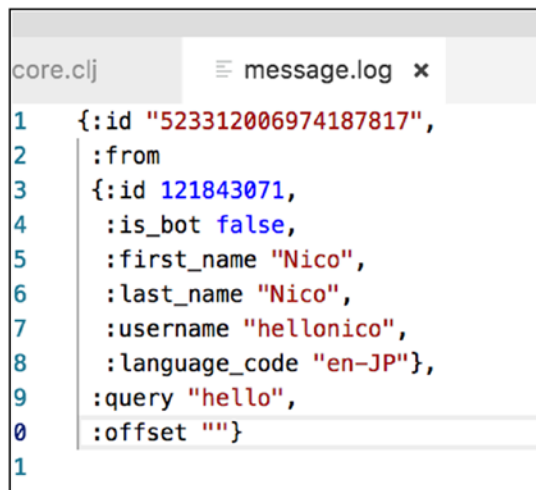 core.clj message.log ×
1 {:id "523312006974187817",
2 :from
3 {:id 121843071,
4 :is_bot false,
5 :first_name "Nico",
6 :last_name "Nico",
7 :username "hellonico",
8 :language_code "en-JP"},
9 :query "hello",
0 :offset ""}
1